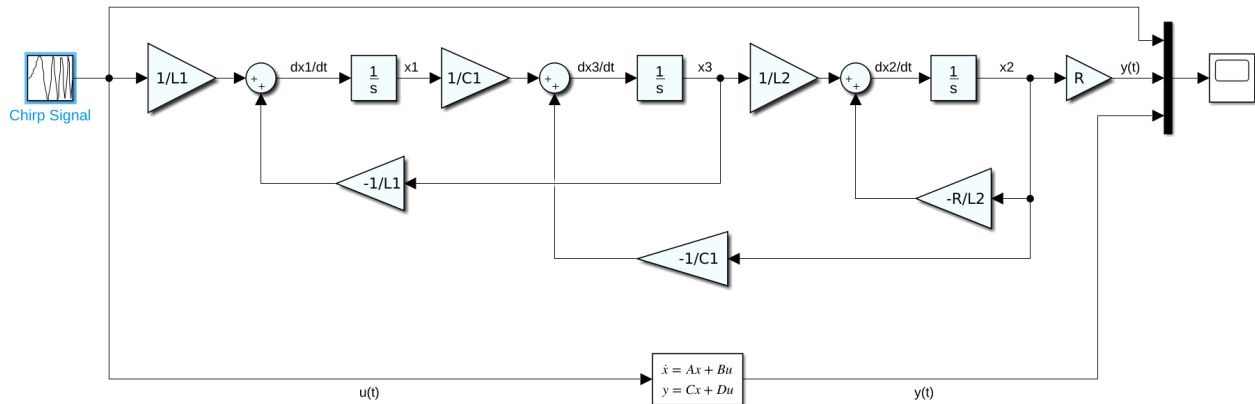 Chirp Signal
1/L1
+
+
dx1/dt
1
s
x1
1/C1
+
+
dx3/dt
1
s
x3
1/L2
+
+
dx2/dt
1
s
x2
R
y(t)
-1/L1
-R/L2
-1/C1
u(t)
ẋ = Ax + Bu
y = Cx + Du
y(t)